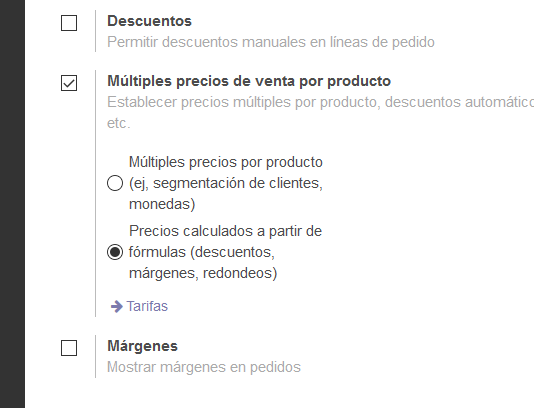 Descuentos
Permitir descuentos manuales en líneas de pedido
Múltiples precios de venta por producto
Establecer precios múltiples por producto, descuentos automátic
etc.
Múltiples precios por producto
(ej, segmentación de clientes,
monedas)
Precios calculados a partir de
fórmulas (descuentos,
márgenes, redondeos)
Tarifas
Márgenes
Mostrar márgenes en pedidos